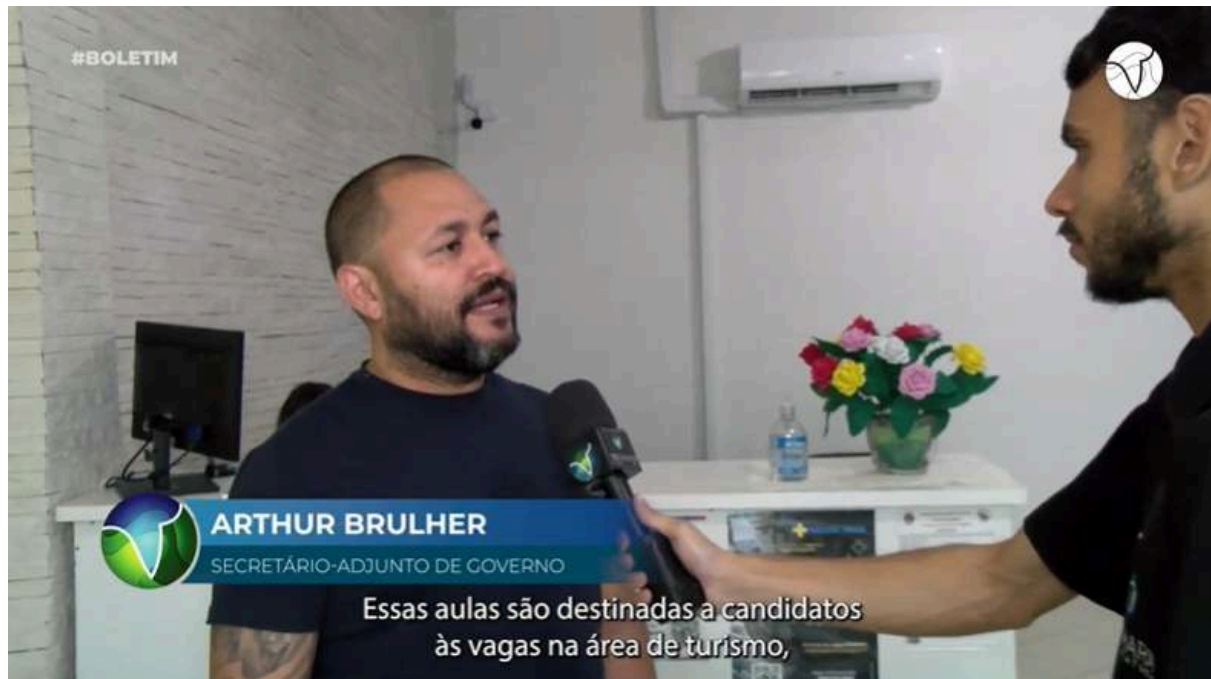 #BOLETIM
ARTHUR BRULHER
SECRETÁRIO-ADJUNTO DE GOVERNO
Essas aulas são destinadas a candidatos
às vagas na área de turismo,